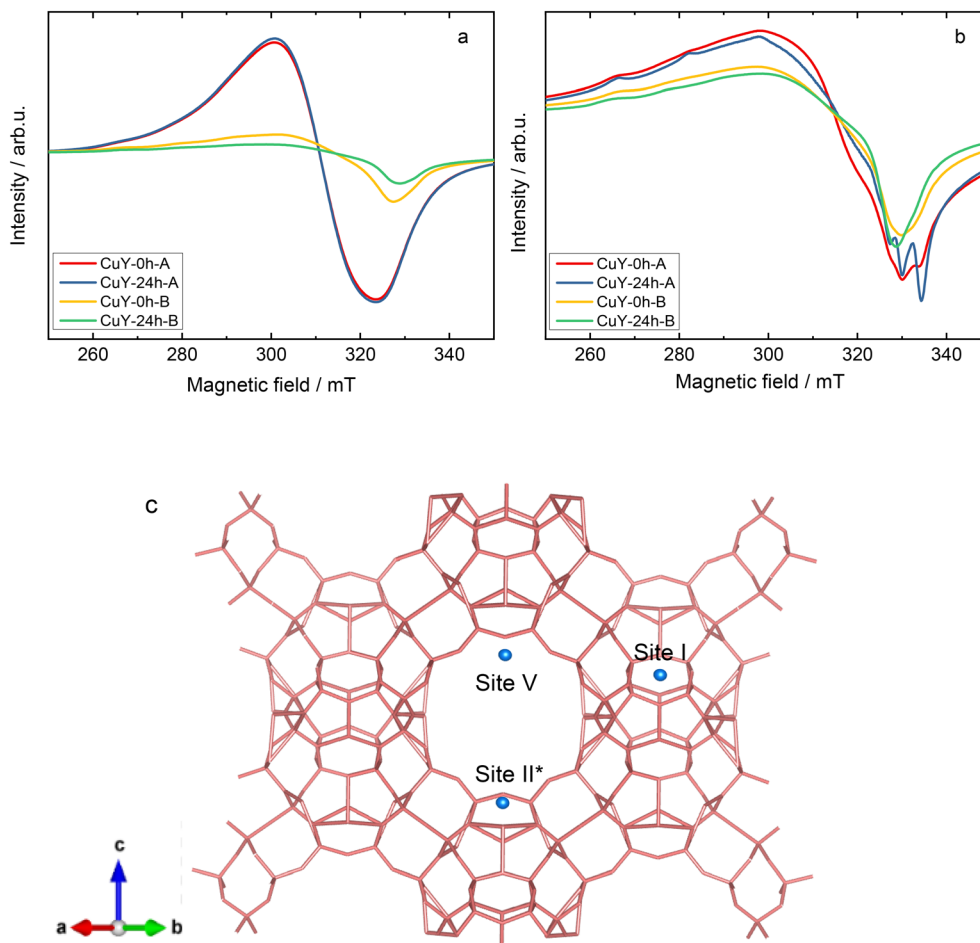 a
Intensity / arb.u.
CuY-0h-A
CuY-24h-A
CuY-0h-B
CuY-24h-B
260 280 300 320 340
Magnetic field / mT
b
Intensity / arb.u.
CuY-0h-A
CuY-24h-A
CuY-0h-B
CuY-24h-B
260 280 300 320 340
Magnetic field / mT
c
Site I
Site V
Site II*
c
a b